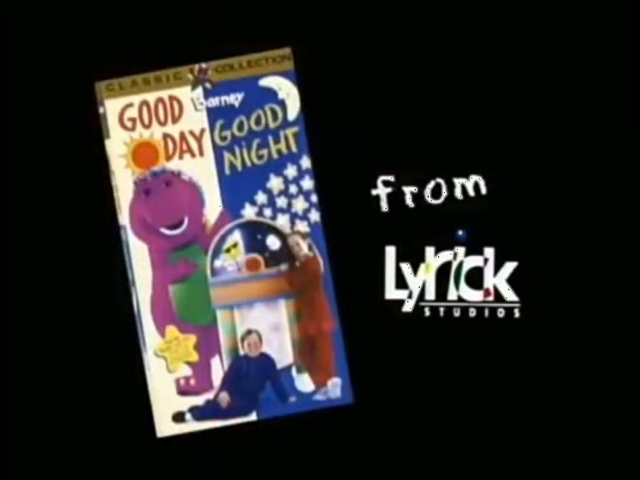 CLASSIC COLLECTION
Barney
GOOD
DAY
GOOD
NIGHT
from
Lyrick
STUDIOS